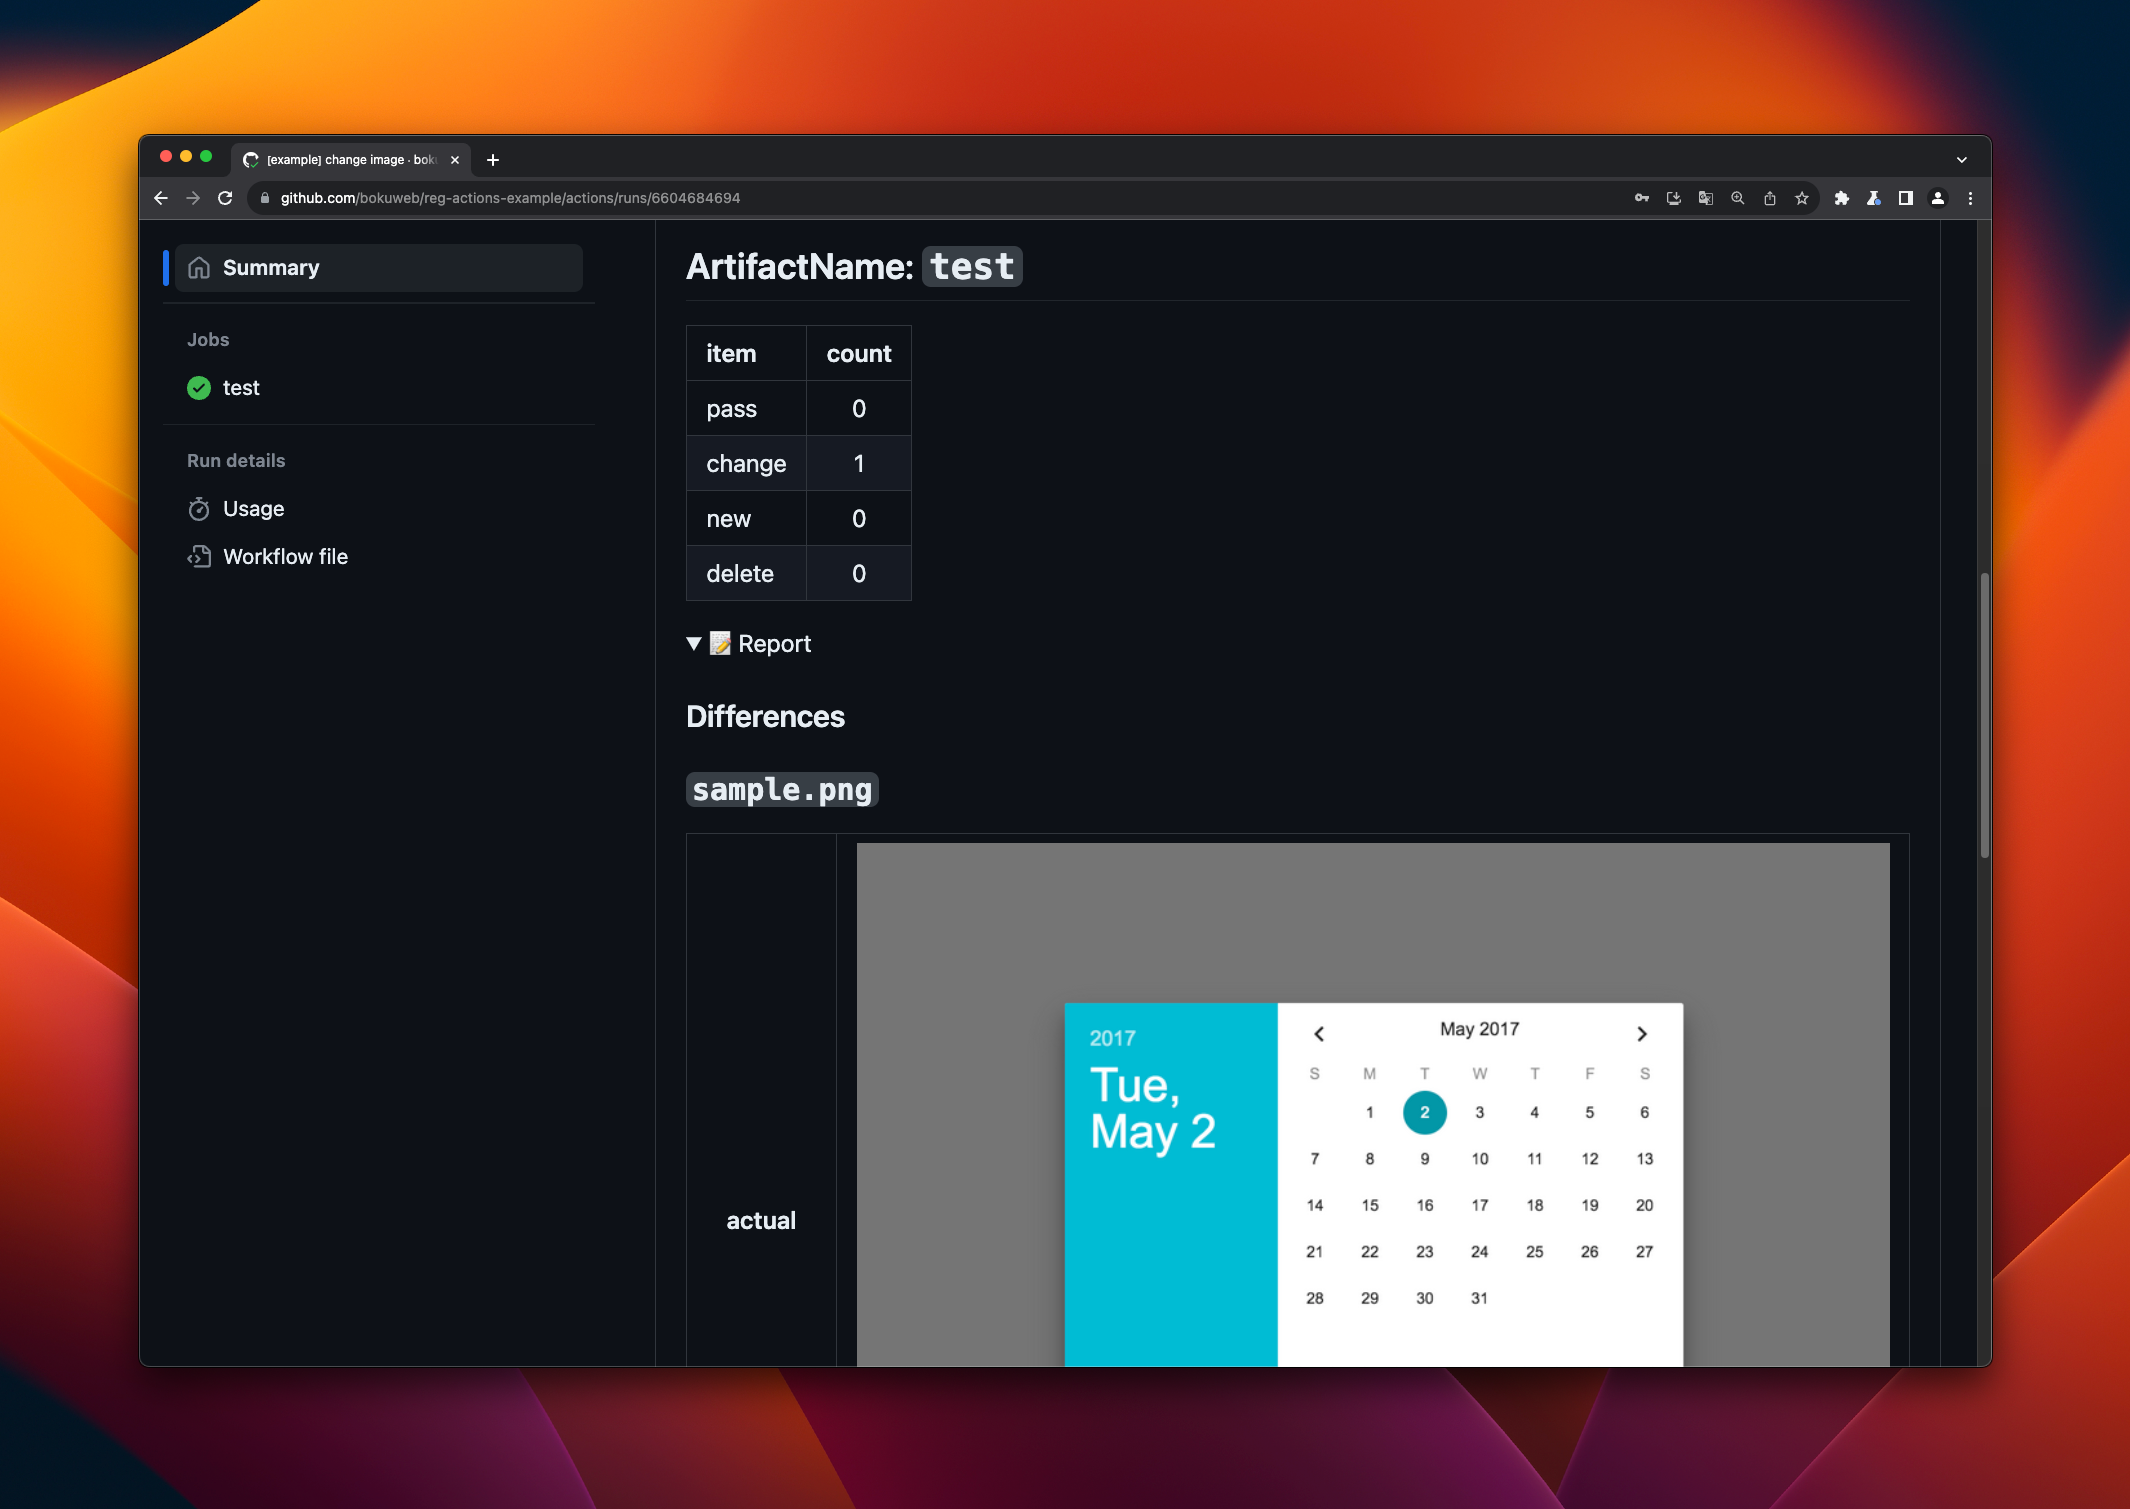 [example] change image · bok
github.com/bokuweb/reg-actions-example/actions/runs/6604684694
Summary
Jobs
test
Run details
Usage
Workflow file
ArtifactName: test
item count
pass 0
change 1
new 0
delete 0
Report
Differences
sample.png
actual
2017
Tue,
May 2
May 2017
S M T W T F S
1 2 3 4 5 6
7 8 9 10 11 12 13
14 15 16 17 18 19 20
21 22 23 24 25 26 27
28 29 30 31